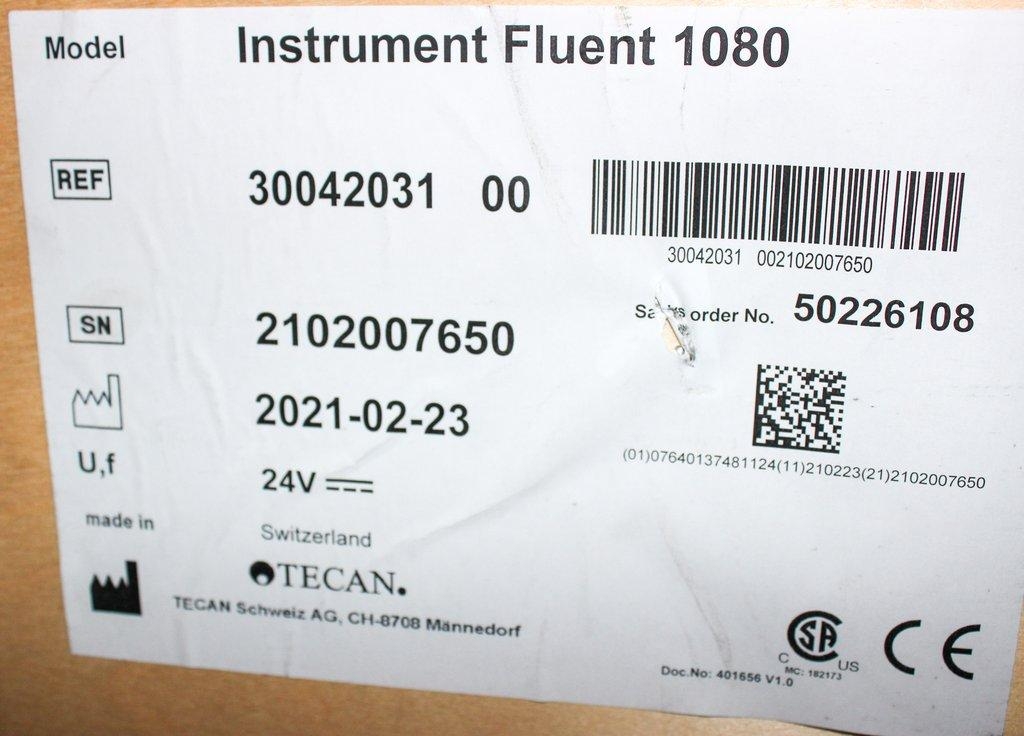 Model Instrument Fluent 1080
REF 30042031 00
30042031 002102007650
SN 2102007650
order No. 50226108
2021-02-23
U,f 24V
(01)07640137481124(11)210223(21)2102007650
made in Switzerland
TECAN.
TECAN Schweiz AG, CH-8708 Männedorf
C SA US
MC: 182173
CE
Doc.No: 401656 V1.0